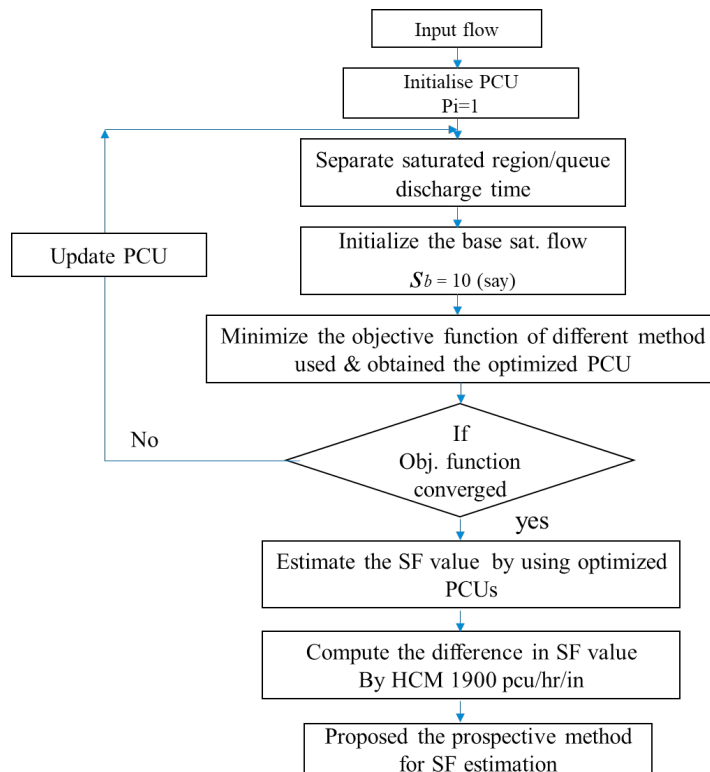 Input flow
Initialise PCU
Pi=1
Separate saturated region/queue
discharge time
Update PCU
Initialize the base sat. flow
Sb = 10 (say)
Minimize the objective function of different method
used & obtained the optimized PCU
No
If
Obj. function
converged
yes
Estimate the SF value by using optimized
PCUs
Compute the difference in SF value
By HCM 1900 pcu/hr/in
Proposed the prospective method
for SF estimation